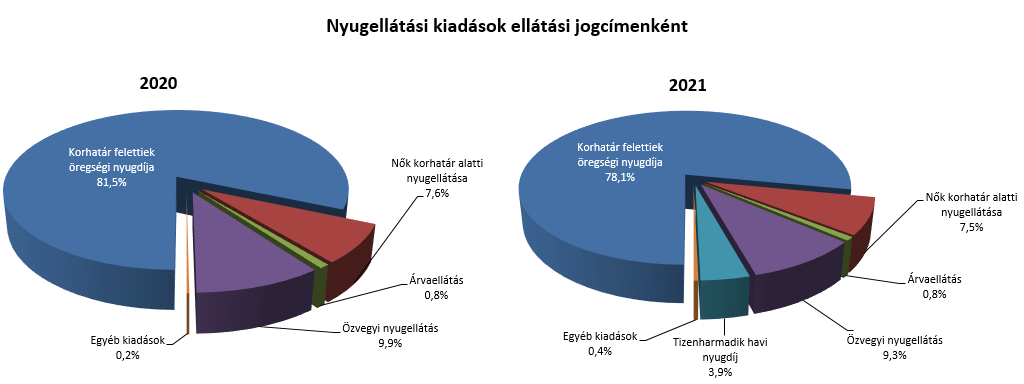 Nyugellátási kiadások ellátási jogcímenként
2020
Korhatár felettiek
öregségi nyugdíja
81,5%
Nők korhatár alatti
nyugellátása
7,6%
Árvaellátás
0,8%
Özvegyi nyugellátás
9,9%
Egyéb kiadások
0,2%
2021
Korhatár felettiek
öregségi nyugdíja
78,1%
Nők korhatár alatti
nyugellátása
7,5%
Árvaellátás
0,8%
Özvegyi nyugellátás
9,3%
Tizenharmadik havi
nyugdíj
3,9%
Egyéb kiadások
0,4%